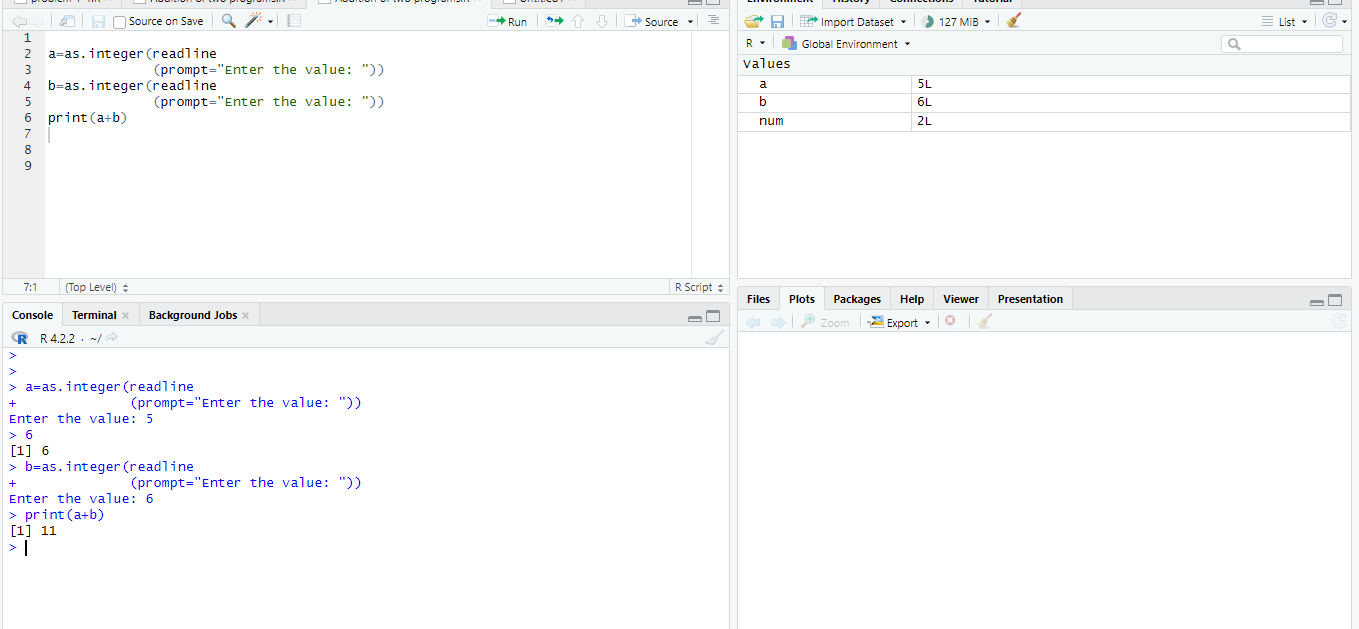 Source on Save
Run
Source
1
2 a=as.integer(readline
3 (prompt="Enter the value: "))
4 b=as.integer(readline
5 (prompt="Enter the value: "))
6 print(a+b)
7
8
9
7:1 (Top Level) R Script
Console Terminal Background Jobs
R R 4.2.2 · ~/
>
>
> a=as.integer(readline
+ (prompt="Enter the value: "))
Enter the value: 5
> 6
[1] 6
> b=as.integer(readline
+ (prompt="Enter the value: "))
Enter the value: 6
> print(a+b)
[1] 11
>
Environment History Connections Tutorial
Import Dataset 127 MiB List
R Global Environment
Values
a 5L
b 6L
num 2L
Files Plots Packages Help Viewer Presentation
Zoom Export